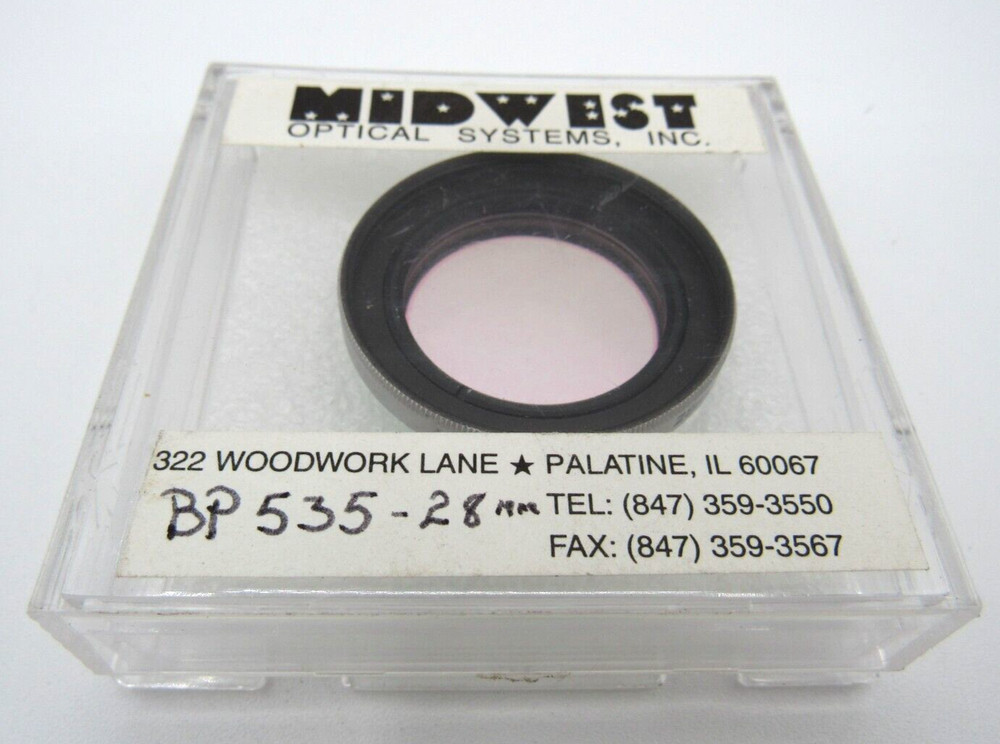 MIDWEST
OPTICAL SYSTEMS, INC.
322 WOODWORK LANE ★ PALATINE, IL 60067
BP 535-28mm TEL: (847) 359-3550
FAX: (847) 359-3567